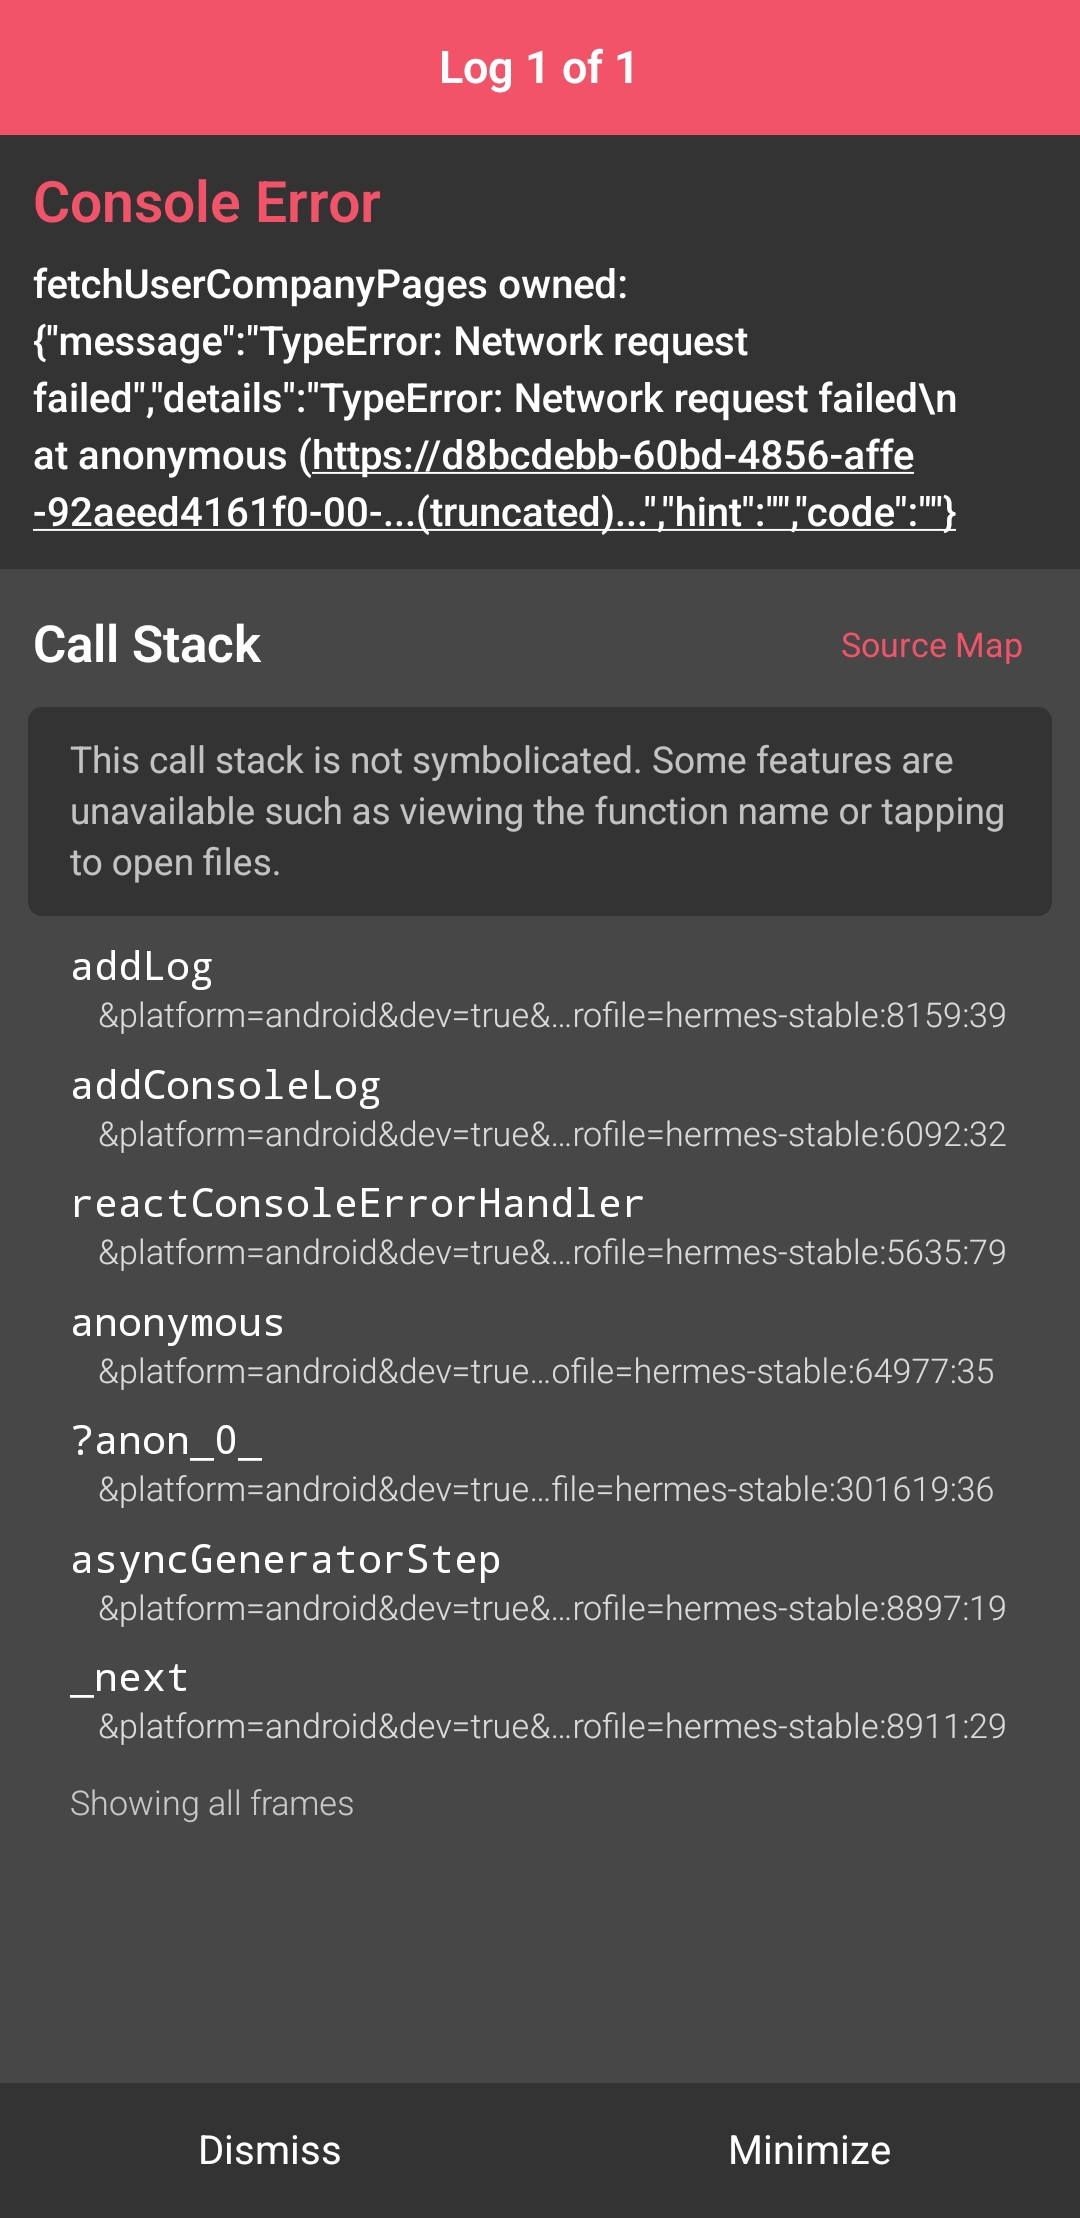 Log 1 of 1
Console Error
fetchUserCompanyPages owned:
{"message":"TypeError: Network request
failed","details":"TypeError: Network request failed\n
at anonymous (https://d8bcdebb-60bd-4856-affe
-92aeed4161f0-00-...(truncated)...","hint":"","code":""}
Call Stack
Source Map
This call stack is not symbolicated. Some features are
unavailable such as viewing the function name or tapping
to open files.
addLog
&platform=android&dev=true&…rofile=hermes-stable:8159:39
addConsoleLog
&platform=android&dev=true&…rofile=hermes-stable:6092:32
reactConsoleErrorHandler
&platform=android&dev=true&…rofile=hermes-stable:5635:79
anonymous
&platform=android&dev=true…ofile=hermes-stable:64977:35
?anon_0_
&platform=android&dev=true…file=hermes-stable:301619:36
asyncGeneratorStep
&platform=android&dev=true&…rofile=hermes-stable:8897:19
_next
&platform=android&dev=true&…rofile=hermes-stable:8911:29
Showing all frames
Dismiss
Minimize